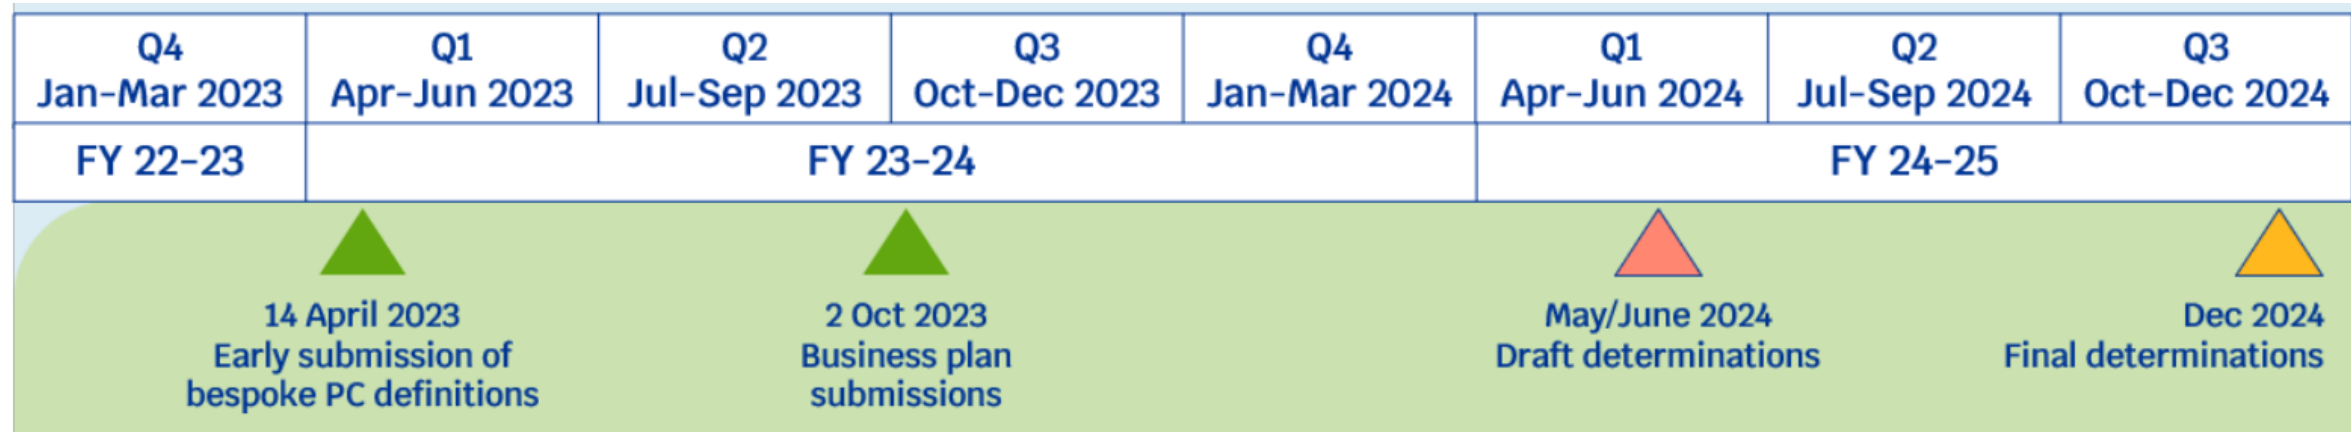 Q4
Jan-Mar 2023
Q1
Apr-Jun 2023
Q2
Jul-Sep 2023
Q3
Oct-Dec 2023
Q4
Jan-Mar 2024
Q1
Apr-Jun 2024
Q2
Jul-Sep 2024
Q3
Oct-Dec 2024
FY 22-23
FY 23-24
FY 24-25
14 April 2023
Early submission of
bespoke PC definitions
2 Oct 2023
Business plan
submissions
May/June 2024
Draft determinations
Dec 2024
Final determinations